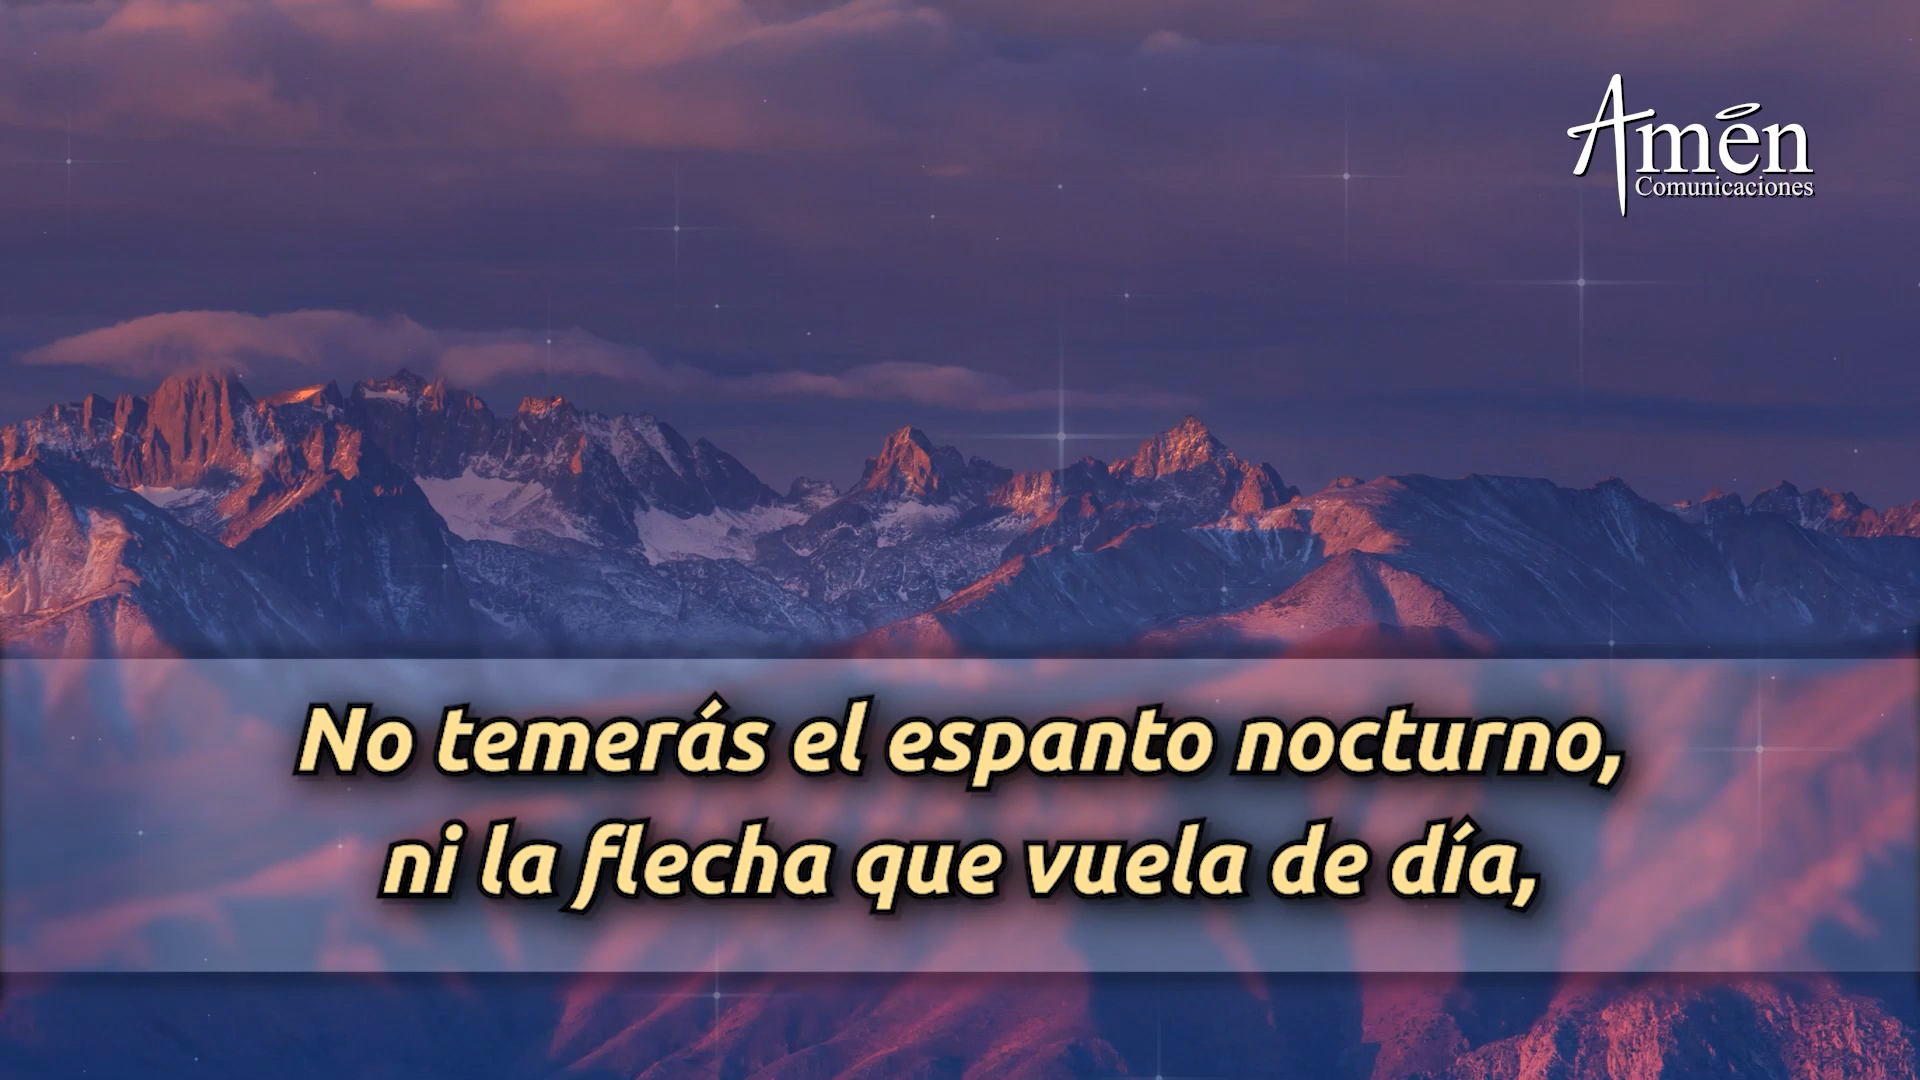 Amén
Comunicaciones
No temerás el espanto nocturno,
ni la flecha que vuela de día,